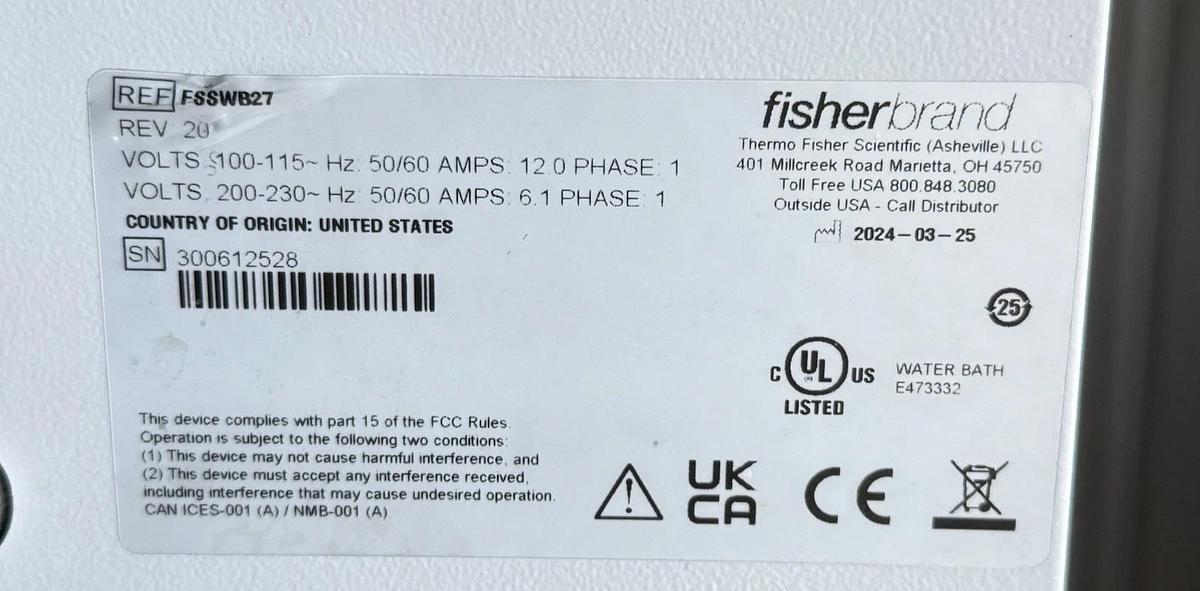 REF FSSWB27
REV 20
VOLTS 100-115~ Hz: 50/60 AMPS: 12.0 PHASE: 1
VOLTS: 200-230~ Hz: 50/60 AMPS: 6.1 PHASE: 1
COUNTRY OF ORIGIN: UNITED STATES
SN 300612528
fisherbrand
Thermo Fisher Scientific (Asheville) LLC
401 Millcreek Road Marietta, OH 45750
Toll Free USA 800.848.3080
Outside USA - Call Distributor
2024-03-25
25
C UL US
LISTED
WATER BATH
E473332
This device complies with part 15 of the FCC Rules.
Operation is subject to the following two conditions:
(1) This device may not cause harmful interference, and
(2) This device must accept any interference received,
including interference that may cause undesired operation.
CAN ICES-001 (A) / NMB-001 (A)
UK
CA
CE